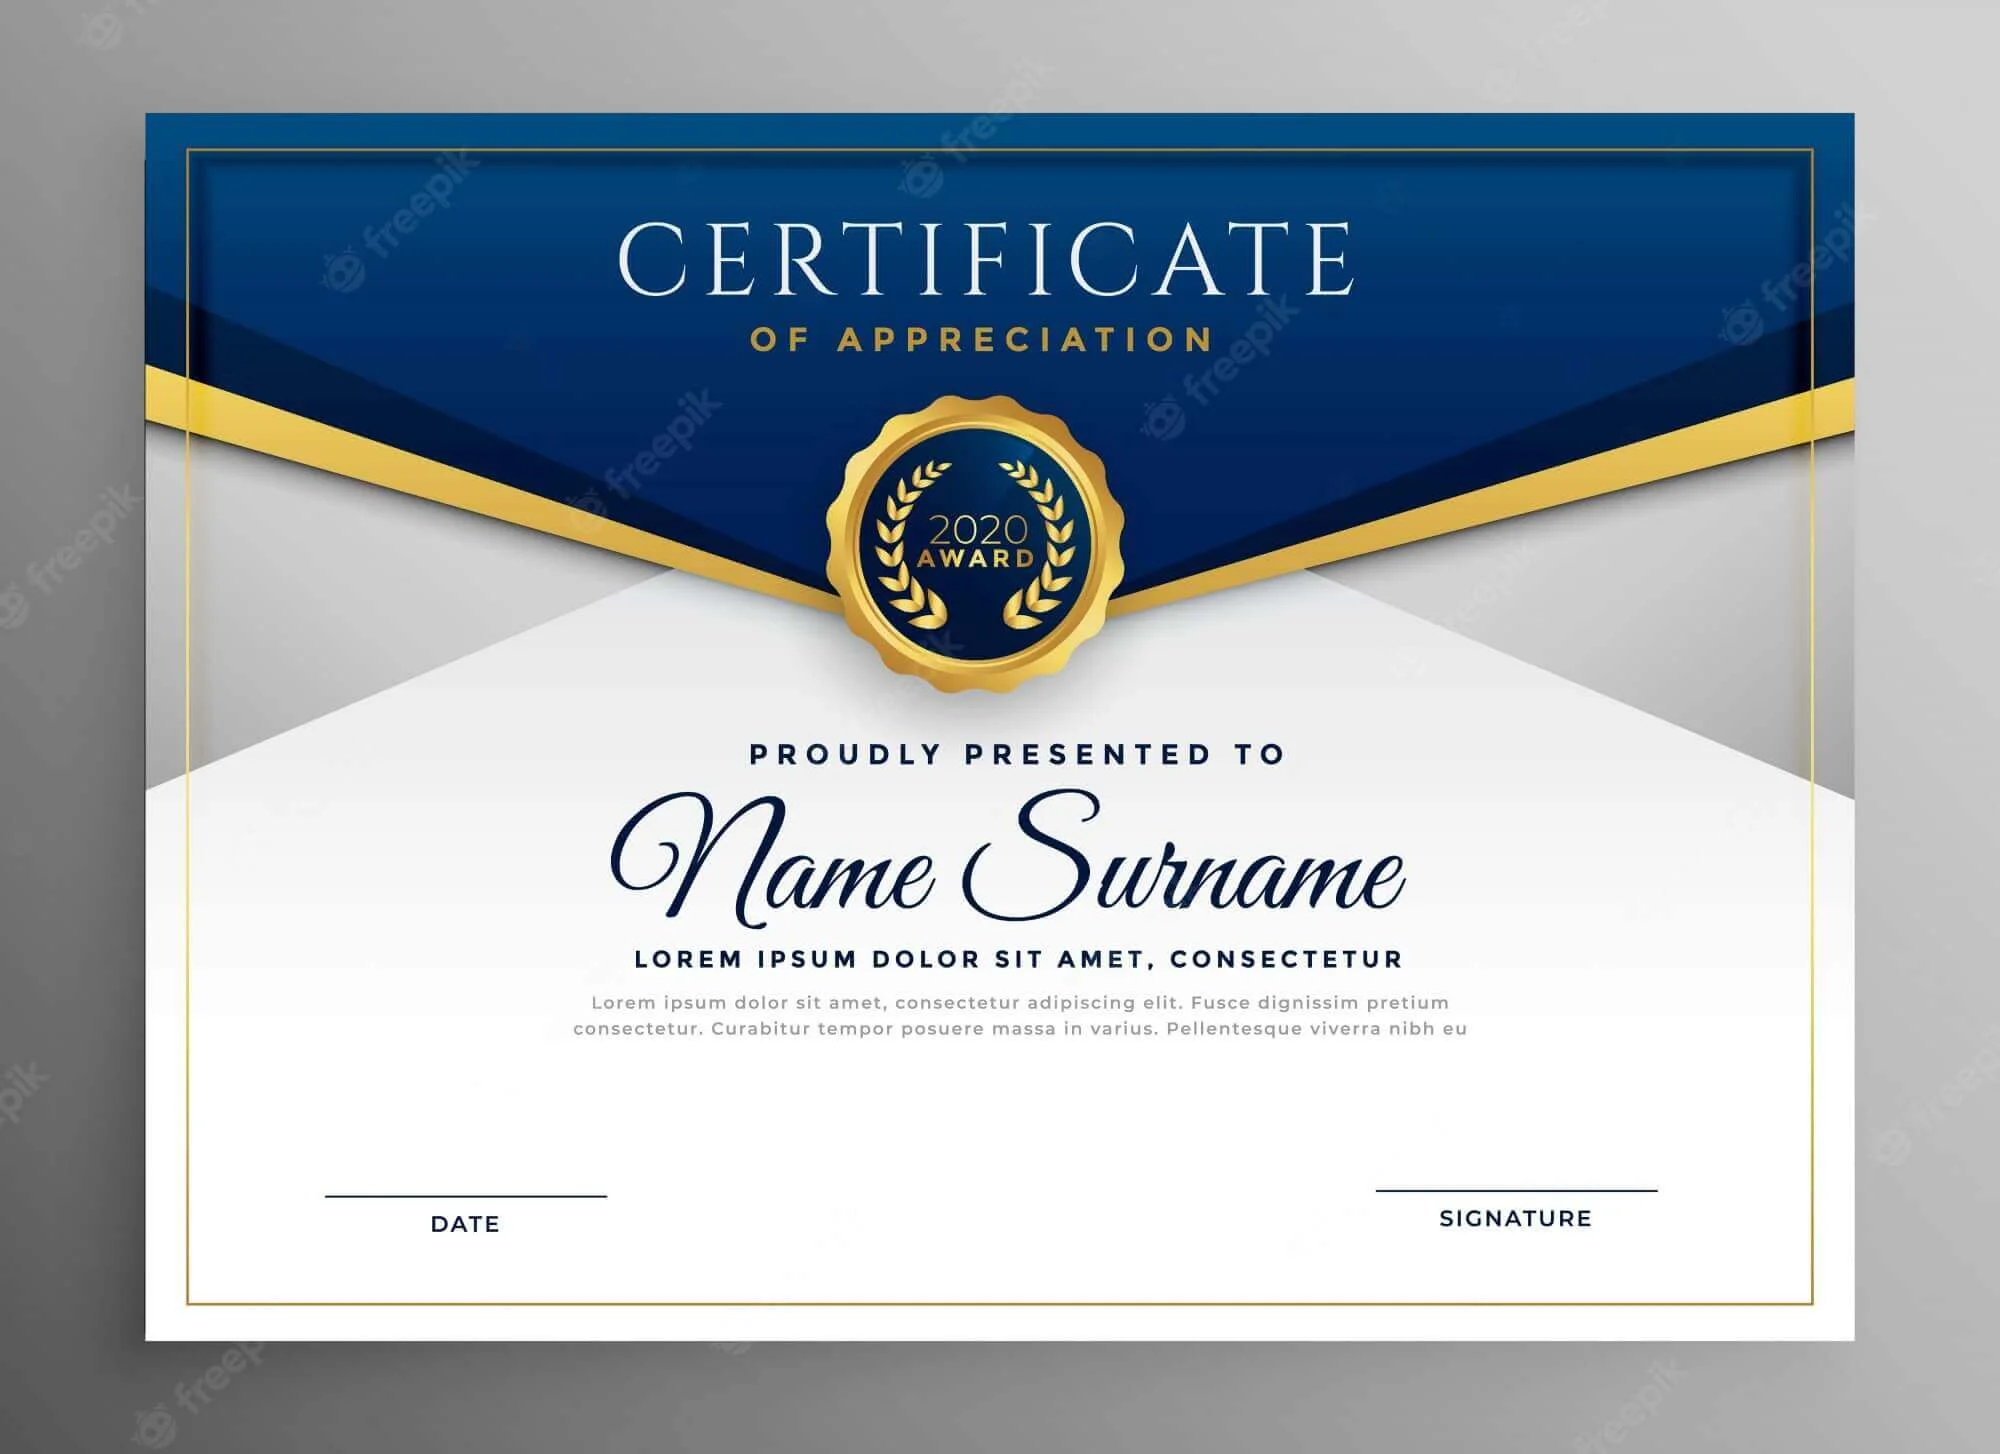 CERTIFICATE
OF APPRECIATION
2020
AWARD
PROUDLY PRESENTED TO
Name Surname
LOREM IPSUM DOLOR SIT AMET, CONSECTETUR
Lorem ipsum dolor sit amet, consectetur adipiscing elit. Fusce dignissim pretium
consectetur. Curabitur tempor posuere massa in varius. Pellentesque viverra nibh eu
DATE
SIGNATURE
freepik